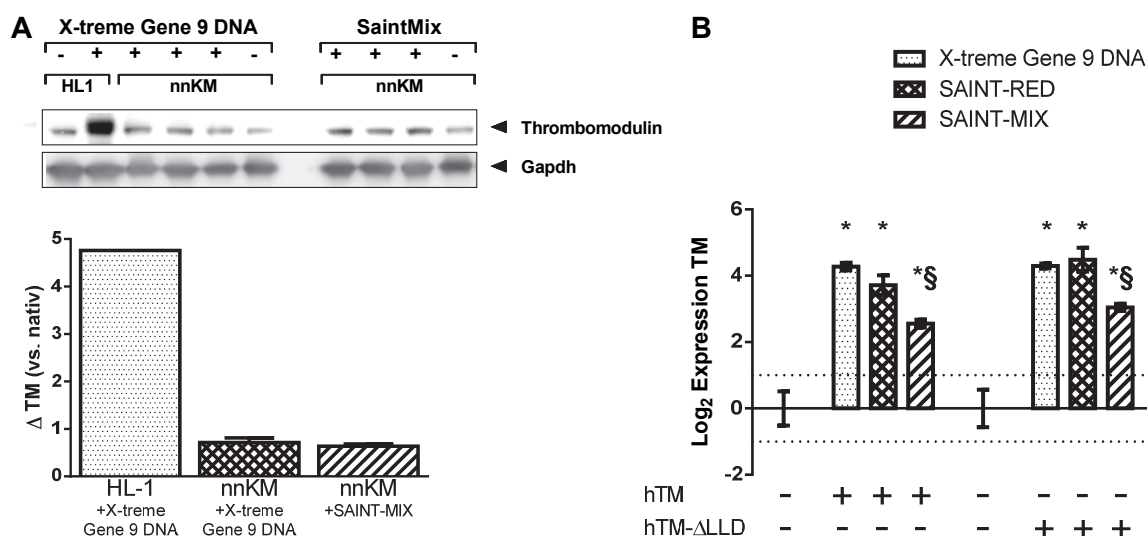 A
X-treme Gene 9 DNA SaintMix
- + + + + - + + + -
HL1 nnKM nnKM
Thrombomodulin
Gapdh
Δ TM (vs. nativ)
5
4
3
2
1
0
HL-1 nnKM nnKM
+X-treme +X-treme +SAINT-MIX
Gene 9 DNA Gene 9 DNA
B
X-treme Gene 9 DNA
SAINT-RED
SAINT-MIX
Log₂ Expression TM
6
4
2
0
-2
* * *§ * * *§
hTM - + + + - - - -
hTM-ΔLLD - - - - - + + +